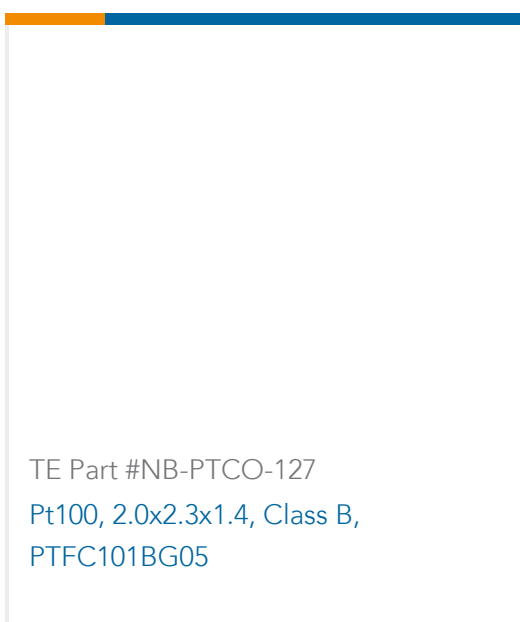 TE Part #NB-PTCO-127
Pt100, 2.0x2.3x1.4, Class B,
PTFC101BG05